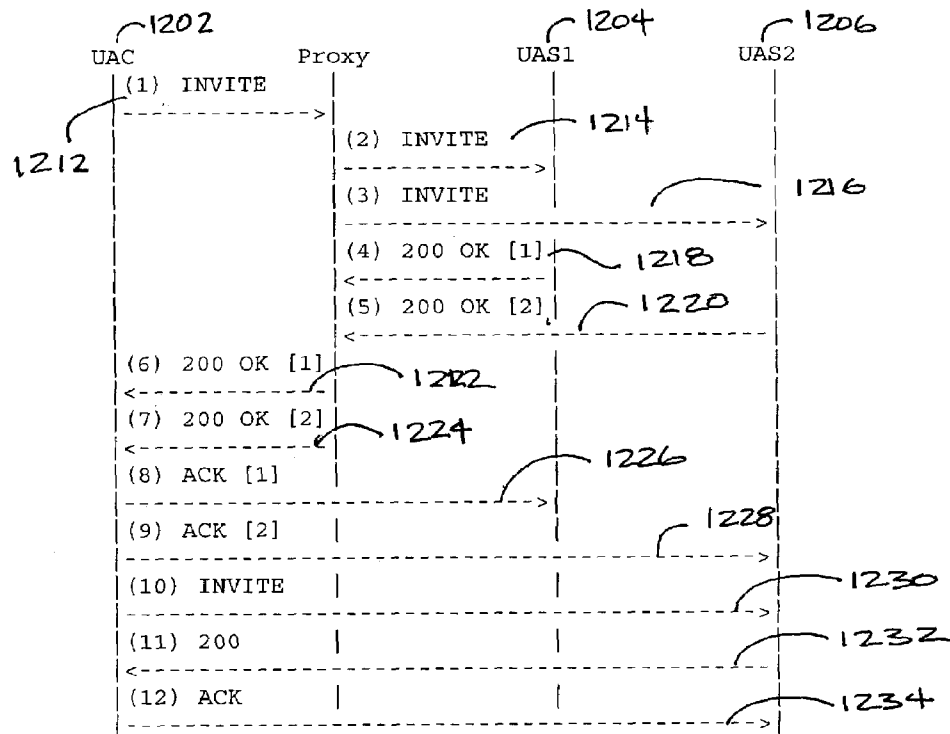 1202 1204 1206
UAC Proxy UAS1 UAS2
(1) INVITE
1212
(2) INVITE 1214
(3) INVITE 1216
(4) 200 OK [1] 1218
(5) 200 OK [2] 1220
(6) 200 OK [1] 1222
(7) 200 OK [2] 1224
(8) ACK [1] 1226
(9) ACK [2] 1228
(10) INVITE 1230
(11) 200 1232
(12) ACK 1234